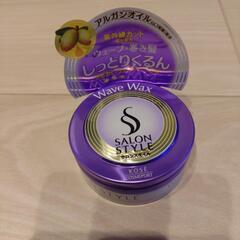 アルガンオイル
紫外線カット
ウェーブ・巻き髪
しっとりくるん
Wave Wax
S
SALON
STYLE
サロンスタイル
KOSÉ
COSMEPORT
STYLE